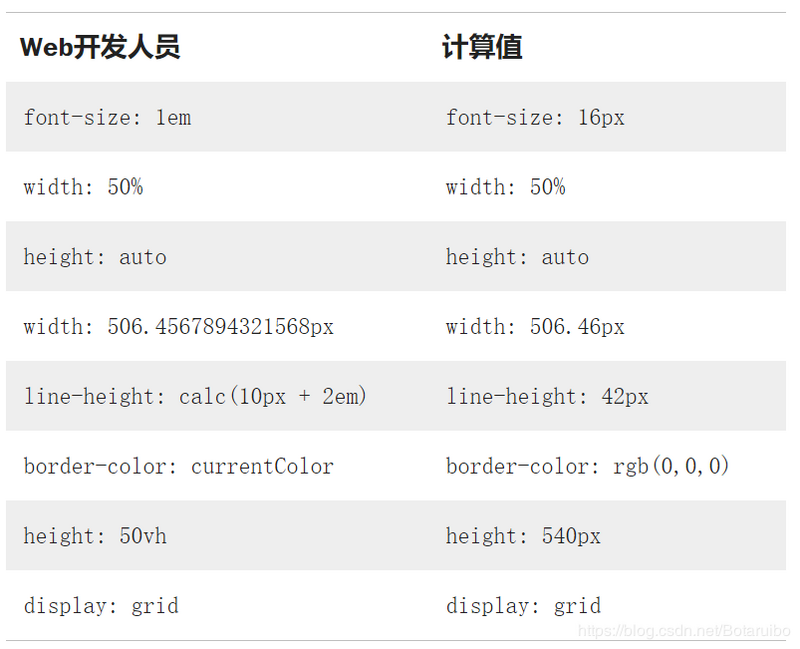 Web开发人员 计算值
font-size: 1em font-size: 16px
width: 50% width: 50%
height: auto height: auto
width: 506.4567894321568px width: 506.46px
line-height: calc(10px + 2em) line-height: 42px
border-color: currentColor border-color: rgb(0,0,0)
height: 50vh height: 540px
display: grid display: grid
https://blog.csdn.net/Botaruibo